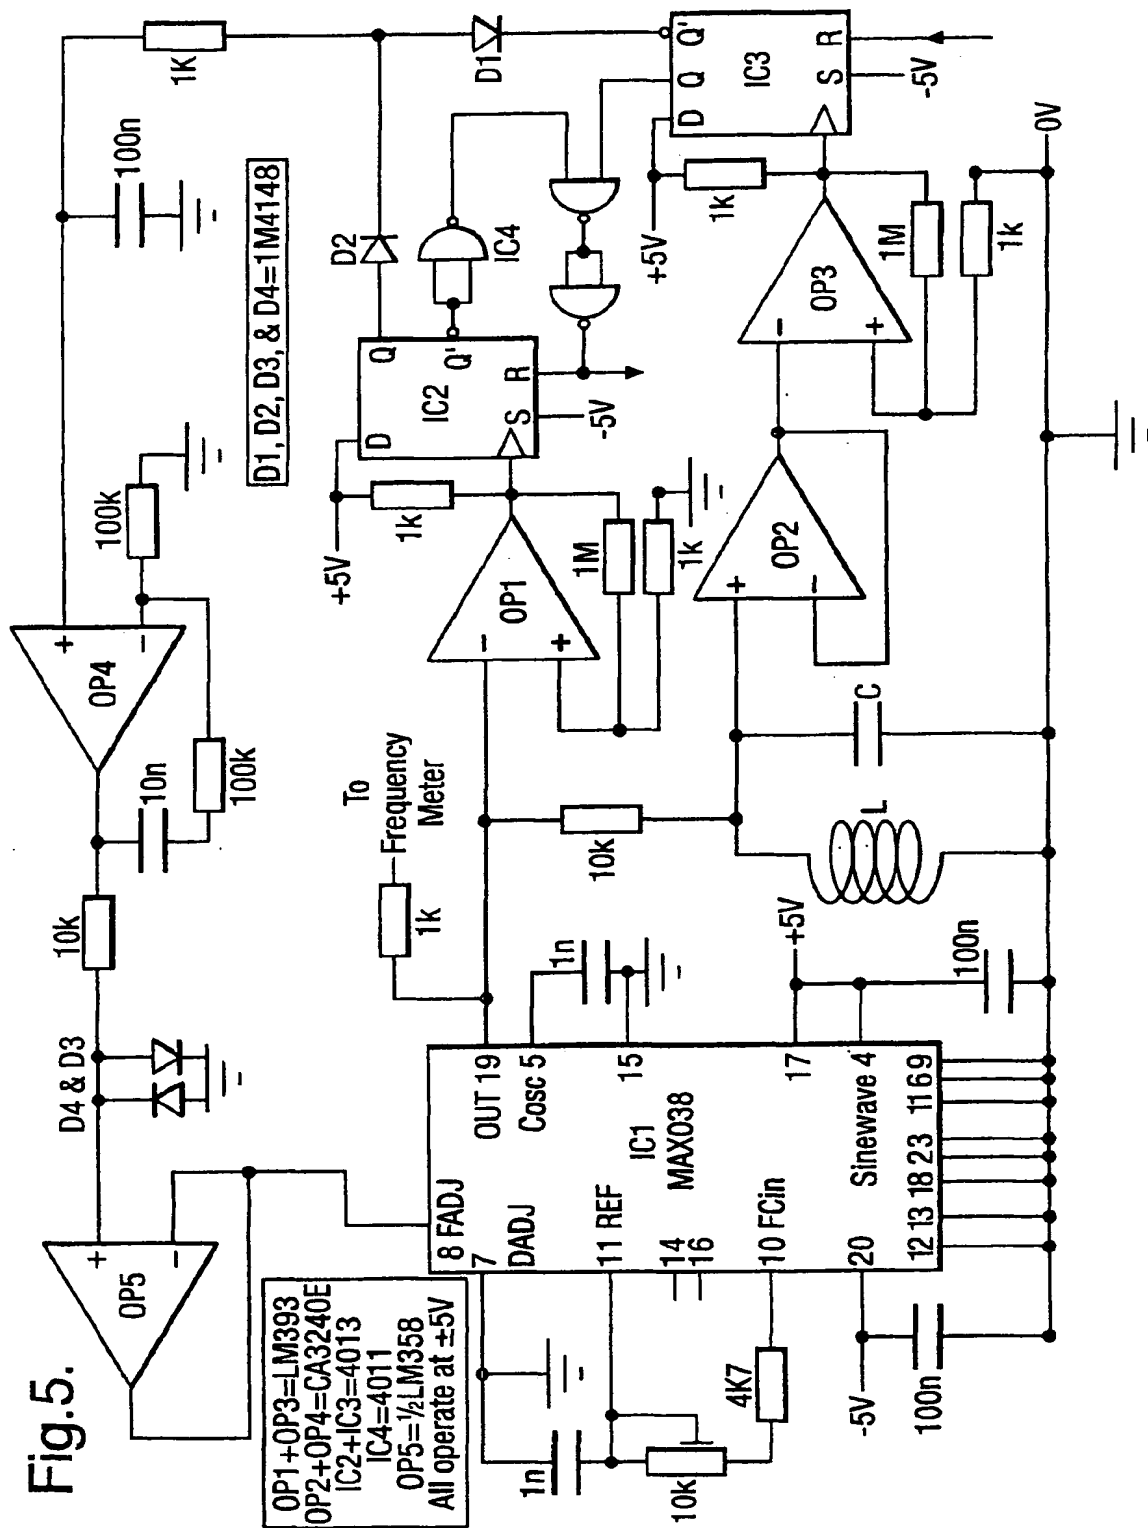 Fig.5.
OP1+OP3=LM393
OP2+OP4=CA3240E
IC2+IC3=4013
IC4=4011
OP5=½LM358
All operate at ±5V
OP5
+
−
D4 & D3
10k
10n
100k
OP4
+
−
100k
100n
1K
D1, D2, D3, & D4=1M4148
D1
D2
+5V
1k
D
Q
IC2
Q'
S
R
-5V
IC4
D
Q
Q'
IC3
S
R
-5V
+5V
1k
OP1
−
+
1M
1k
OP2
+
−
OP3
−
+
1M
1k
0V
To
Frequency
Meter
1k
10k
L
C
1n
+5V
100n
8 FADJ
7
DADJ
11 REF
14
16
10 FCin
20
IC1
MAX038
OUT 19
Cosc 5
15
17
Sinewave 4
12
13
18
23
11
6
9
1n
10k
4K7
-5V
100n